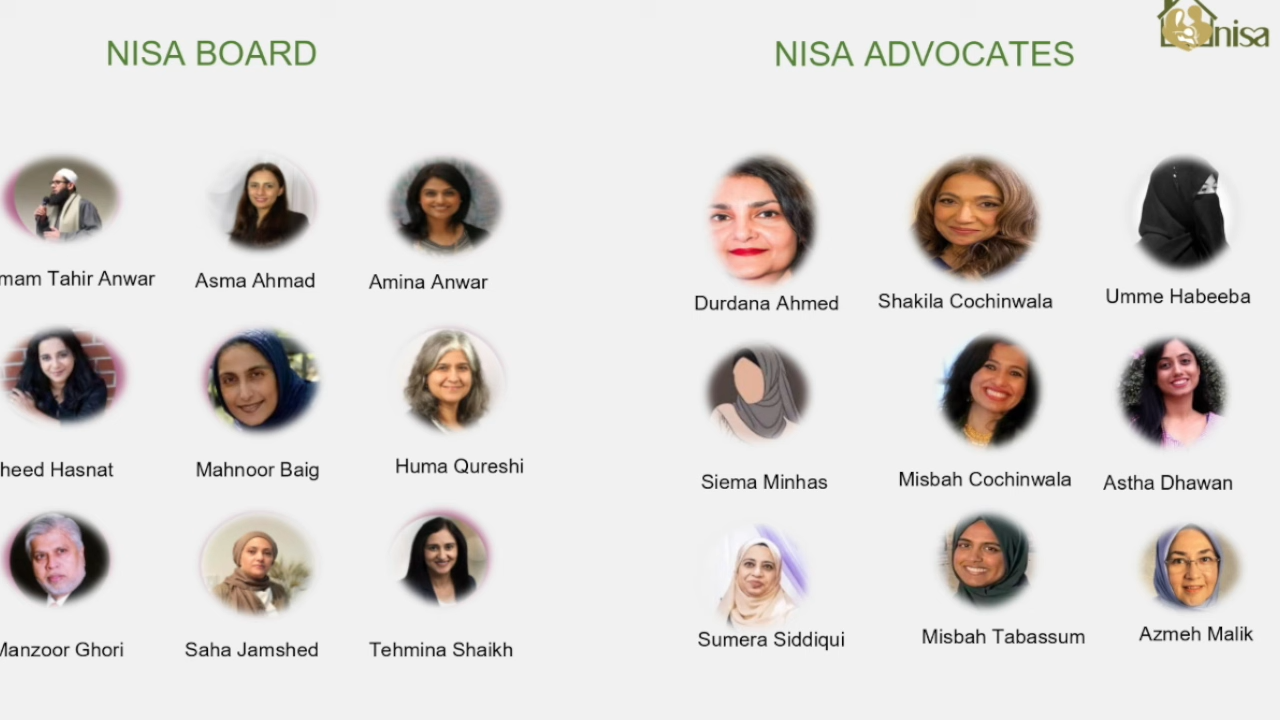 NISA BOARD
NISA ADVOCATES
nisa
mam Tahir Anwar
Asma Ahmad
Amina Anwar
Durdana Ahmed
Shakila Cochinwala
Umme Habeeba
heed Hasnat
Mahnoor Baig
Huma Qureshi
Siema Minhas
Misbah Cochinwala
Astha Dhawan
Manzoor Ghori
Saha Jamshed
Tehmina Shaikh
Sumera Siddiqui
Misbah Tabassum
Azmeh Malik